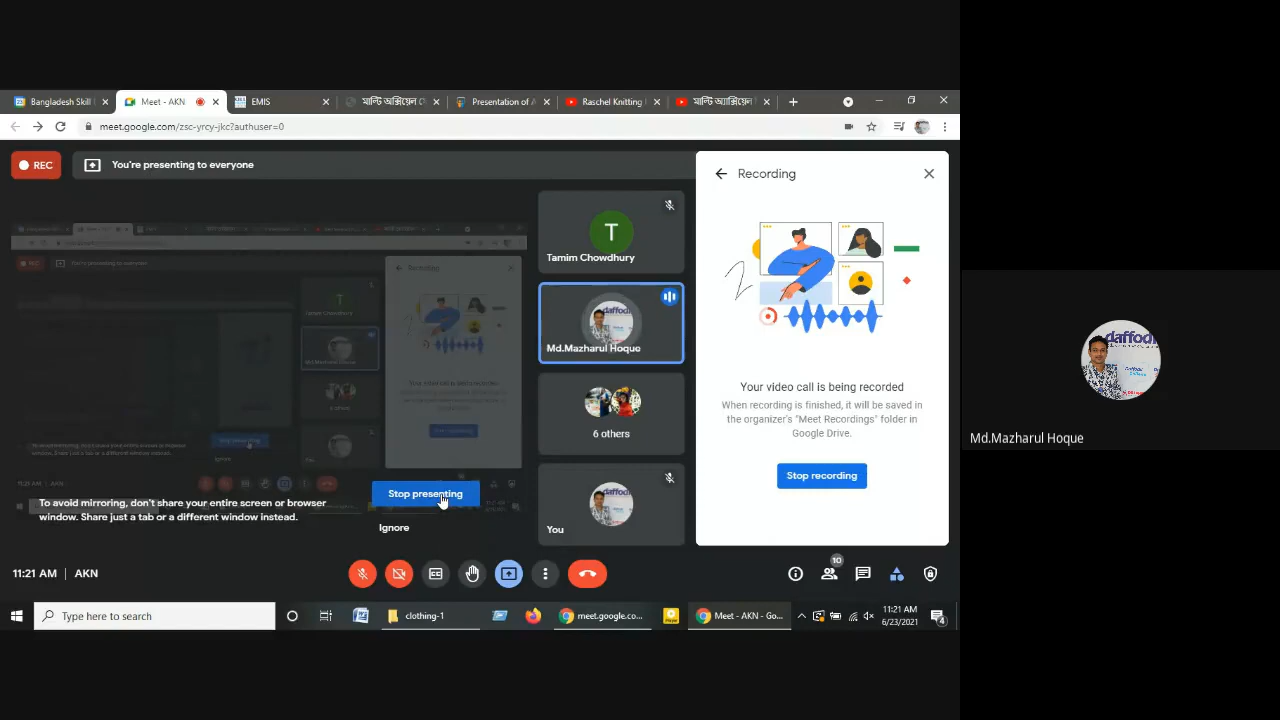 Bangladesh Skill
Meet - AKN
EMIS
মাল্টি অক্সিয়েল
Presentation of A
Raschel Knitting
মাল্টি অ্যাক্সিয়েল
meet.google.com/zsc-yrcy-jkc?authuser=0
REC
You're presenting to everyone
Recording
T
Tamim Chowdhury
Md.Mazharul Hoque
6 others
You
Your video call is being recorded
When recording is finished, it will be saved in
the organizer's "Meet Recordings" folder in
Google Drive.
Stop recording
Stop presenting
To avoid mirroring, don't share your entire screen or browser
window. Share just a tab or a different window instead.
Ignore
11:21 AM | AKN
10
Type here to search
clothing-1
meet.google.co...
Meet - AKN - Go...
11:21 AM
6/23/2021
4
daffodi
Md.Mazharul Hoque